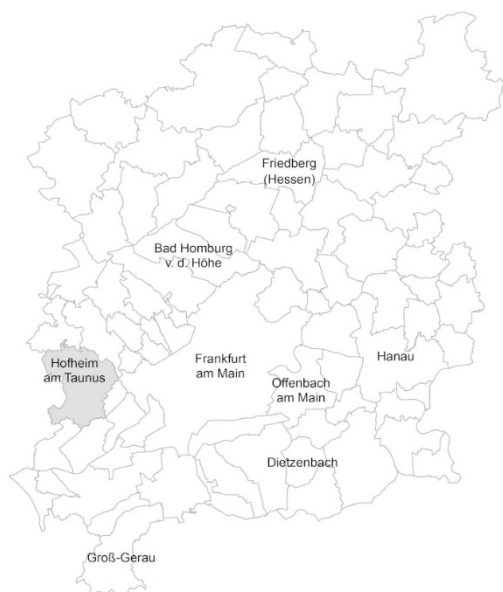 Friedberg
(Hessen)
Bad Homburg
v. d. Höhe
Hofheim
am Taunus
Frankfurt
am Main
Hanau
Offenbach
am Main
Dietzenbach
Groß-Gerau